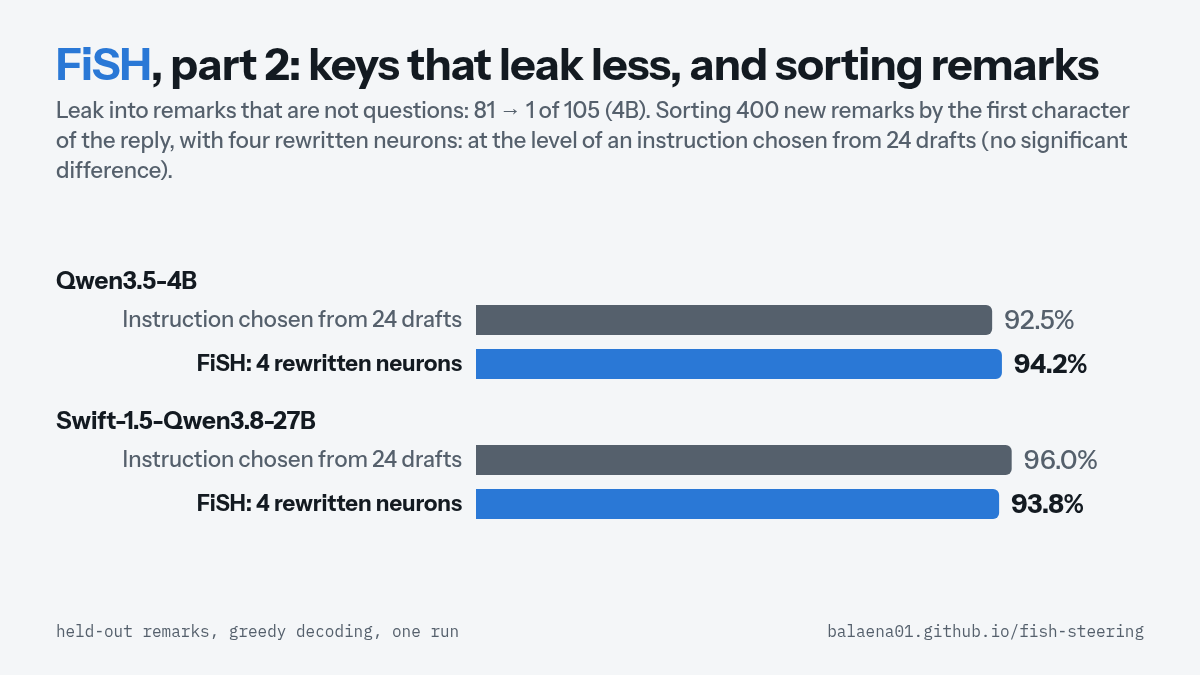 FiSH, part 2: keys that leak less, and sorting remarks
Leak into remarks that are not questions: 81 → 1 of 105 (4B). Sorting 400 new remarks by the first character
of the reply, with four rewritten neurons: at the level of an instruction chosen from 24 drafts (no significant
difference).
Qwen3.5-4B
Instruction chosen from 24 drafts 92.5%
FiSH: 4 rewritten neurons 94.2%
Swift-1.5-Qwen3.8-27B
Instruction chosen from 24 drafts 96.0%
FiSH: 4 rewritten neurons 93.8%
held-out remarks, greedy decoding, one run
balaena01.github.io/fish-steering